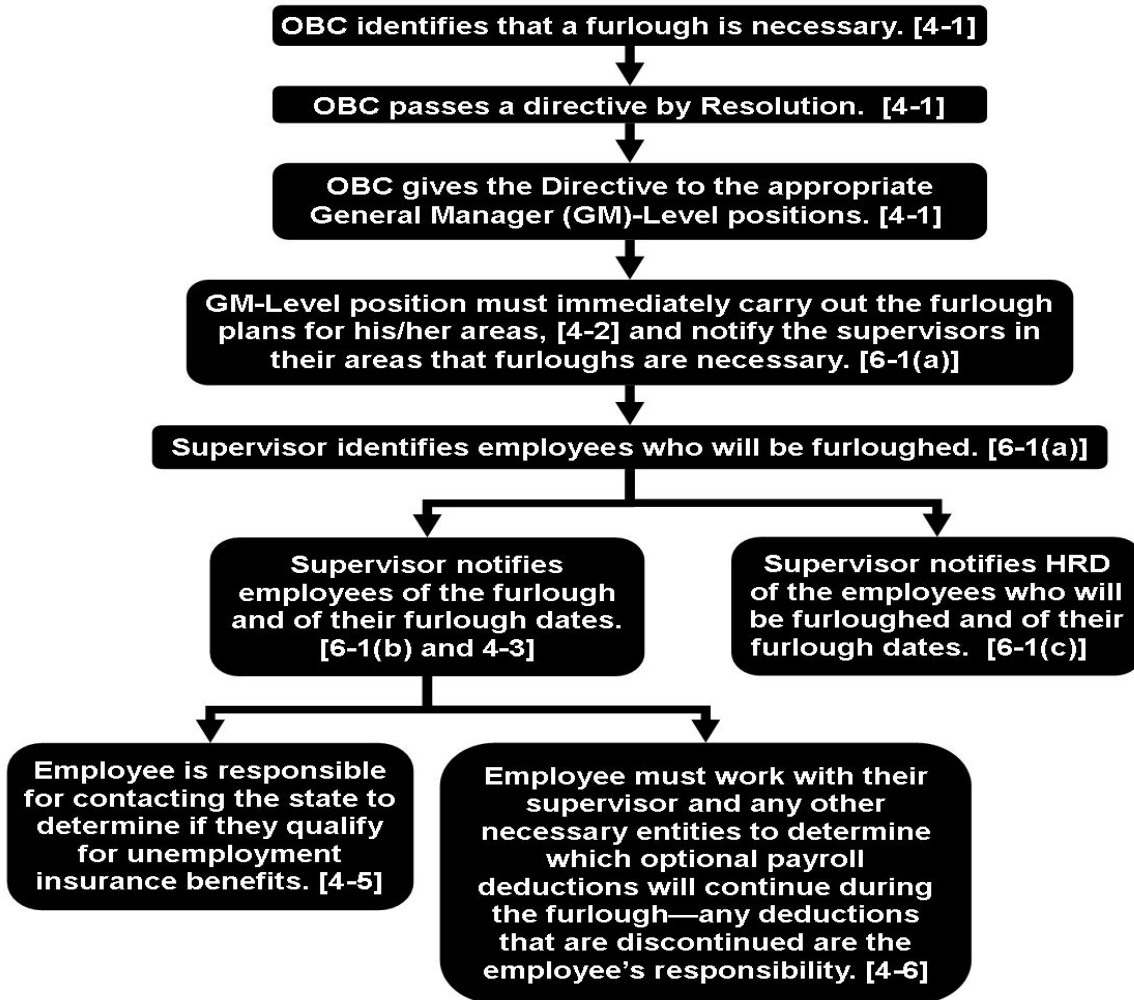 OBC identifies that a furlough is necessary. [4-1]
OBC passes a directive by Resolution.  [4-1]
OBC gives the Directive to the appropriate
General Manager (GM)-Level positions. [4-1]
GM-Level position must immediately carry out the furlough
plans for his/her areas, [4-2] and notify the supervisors in
their areas that furloughs are necessary. [6-1(a)]
Supervisor identifies employees who will be furloughed. [6-1(a)]
Supervisor notifies
employees of the furlough
and of their furlough dates.
[6-1(b) and 4-3]
Supervisor notifies HRD
of the employees who will
be furloughed and of their
furlough dates.  [6-1(c)]
Employee is responsible
for contacting the state to
determine if they qualify
for unemployment
insurance benefits. [4-5]
Employee must work with their
supervisor and any other
necessary entities to determine
which optional payroll
deductions will continue during
the furlough—any deductions
that are discontinued are the
employee’s responsibility. [4-6]